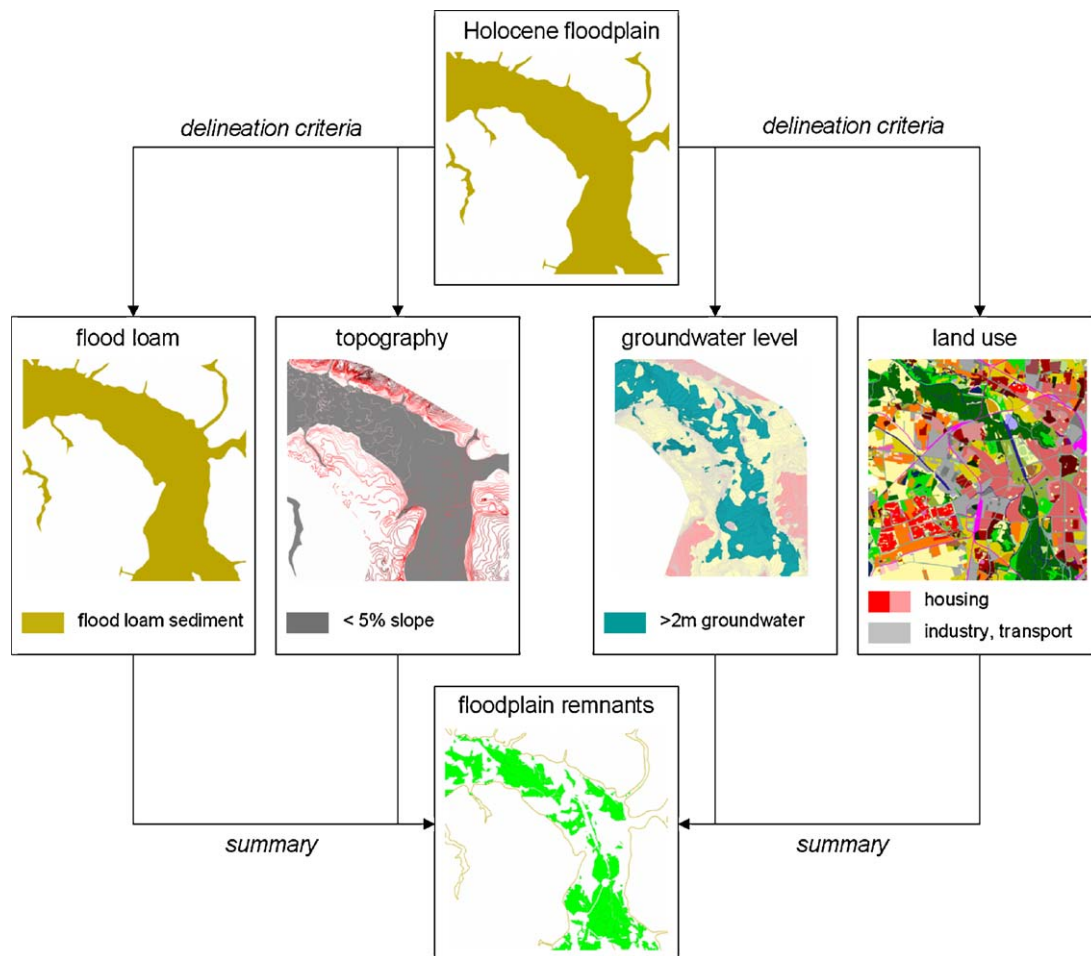 Holocene floodplain
delineation criteria
delineation criteria
flood loam
topography
groundwater level
land use
flood loam sediment
< 5% slope
>2m groundwater
housing
industry, transport
floodplain remnants
summary
summary